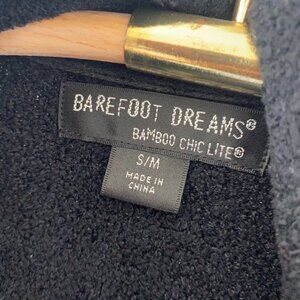 BAREFOOT DREAMS®
BAMBOO CHIC LITE®
S/M
MADE IN
CHINA